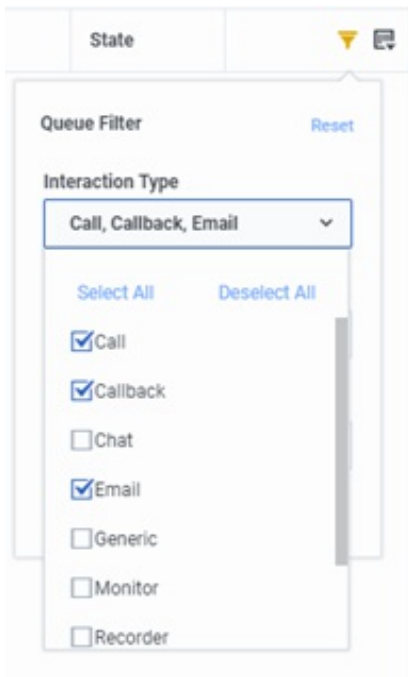 State
Queue Filter
Reset
Interaction Type
Call, Callback, Email
Select All
Deselect All
Call
Callback
Chat
Email
Generic
Monitor
Recorder